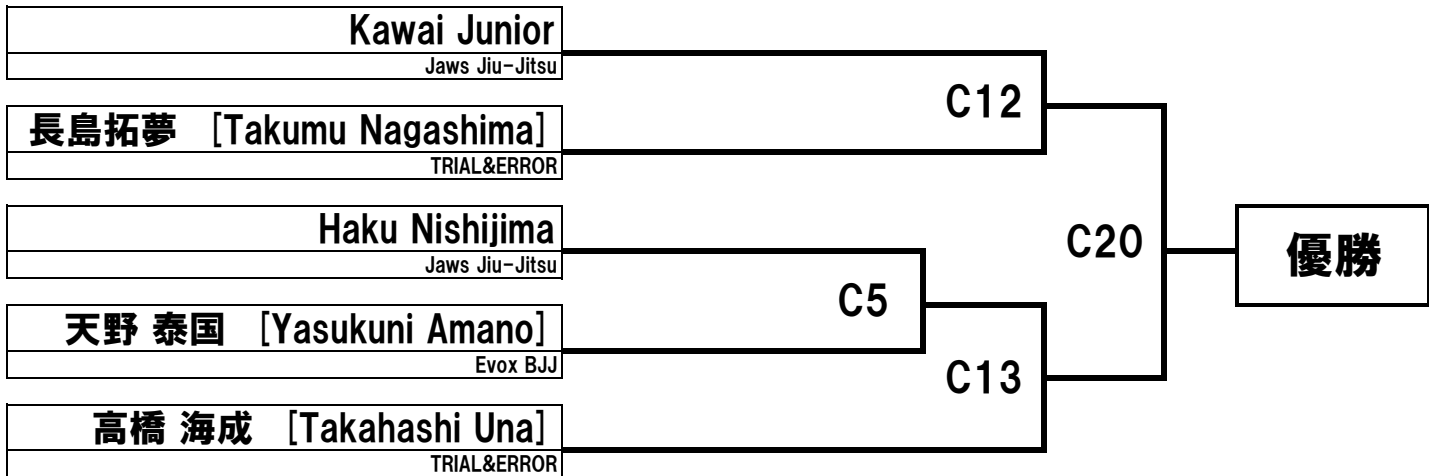 Kawai Junior
Jaws Jiu-Jitsu
C12
長島拓夢 [Takumu Nagashima]
TRIAL&ERROR
Haku Nishijima
Jaws Jiu-Jitsu
C20
優勝
C5
天野 泰国 [Yasukuni Amano]
Evox BJJ
C13
高橋 海成 [Takahashi Una]
TRIAL&ERROR